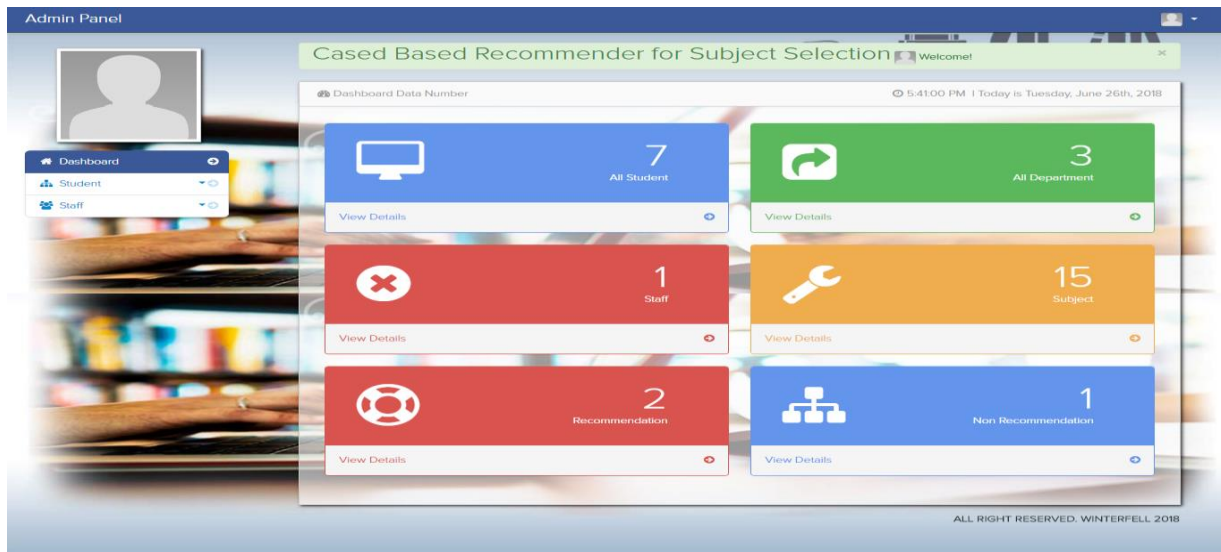 Admin Panel
Cased Based Recommender for Subject Selection Welcome! ×
Dashboard Data Number
5:41:00 PM | Today is Tuesday, June 26th, 2018
Dashboard
Student
Staff
7
All Student
View Details
3
All Department
View Details
1
Staff
View Details
15
Subject
View Details
2
Recommendation
View Details
1
Non Recommendation
View Details
ALL RIGHT RESERVED. WINTERFELL 2018